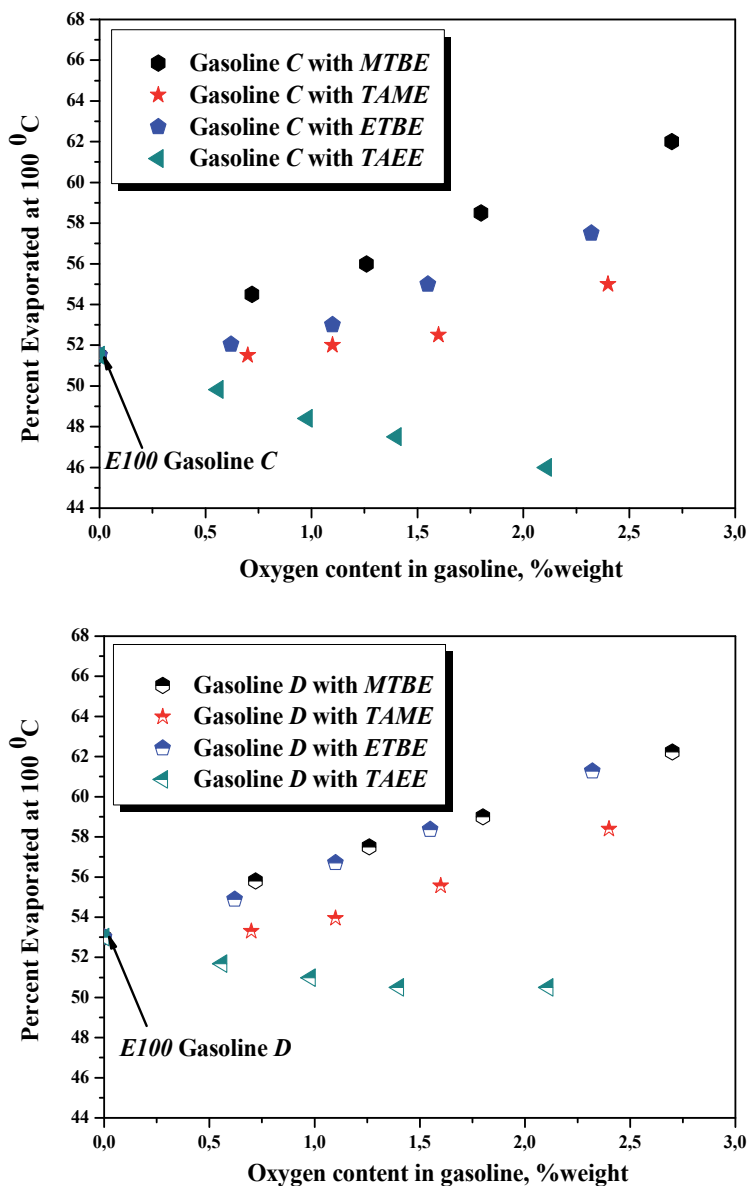 68
66
64
62
60
58
56
54
52
50
48
46
44
Percent Evaporated at 100 ⁰C
Gasoline C with MTBE
Gasoline C with TAME
Gasoline C with ETBE
Gasoline C with TAEE
E100 Gasoline C
0,0 0,5 1,0 1,5 2,0 2,5 3,0
Oxygen content in gasoline, %weight
68
66
64
62
60
58
56
54
52
50
48
46
44
Percent Evaporated at 100 ⁰C
Gasoline D with MTBE
Gasoline D with TAME
Gasoline D with ETBE
Gasoline D with TAEE
E100 Gasoline D
0,0 0,5 1,0 1,5 2,0 2,5 3,0
Oxygen content in gasoline, %weight